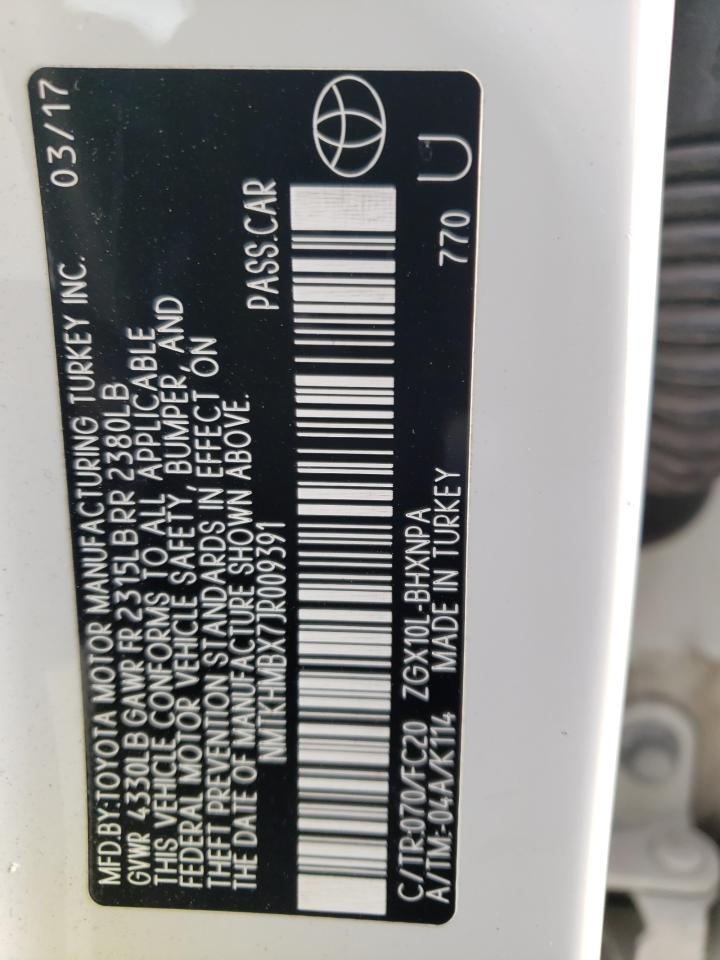 MFD.BY:TOYOTA MOTOR MANUFACTURING TURKEY INC. 03/17
GVWR 4330LB GAWR FR 2315LB RR 2380LB
THIS VEHICLE CONFORMS TO ALL APPLICABLE
FEDERAL MOTOR VEHICLE SAFETY, BUMPER, AND
THEFT PREVENTION STANDARDS IN EFFECT ON
THE DATE OF MANUFACTURE SHOWN ABOVE.
NMTKHMBX7JR009391 PASS.CAR
C/TR:070/FC20 ZGX10L-BHXNPA
A/TM:-04A/K114 MADE IN TURKEY 770 U